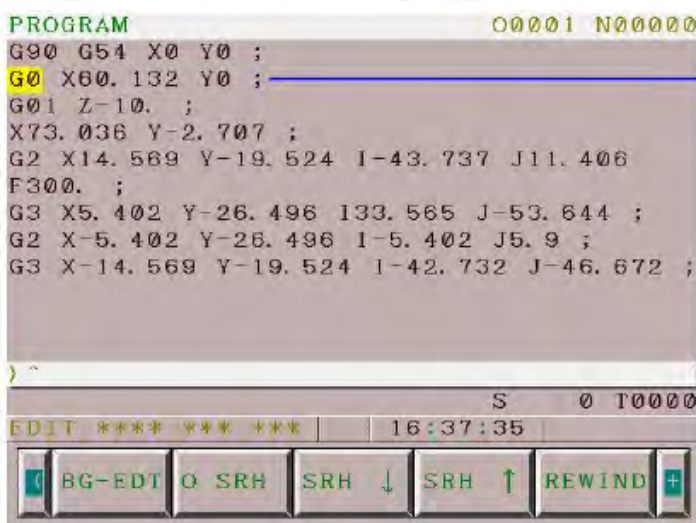 PROGRAM O0001 N00000
G90 G54 X0 Y0 ;
G0 X60.132 Y0 ;
G01 Z-10. ;
X73.036 Y-2.707 ;
G2 X14.569 Y-19.524 I-43.737 J11.406
F300. ;
G3 X5.402 Y-26.496 I33.565 J-53.644 ;
G2 X-5.402 Y-26.496 I-5.402 J5.9 ;
G3 X-14.569 Y-19.524 I-42.732 J-46.672 ;
) ^
S 0 T0000
EDIT **** *** *** 16:37:35
( BG-EDT O SRH SRH ↓ SRH ↑ REWIND +